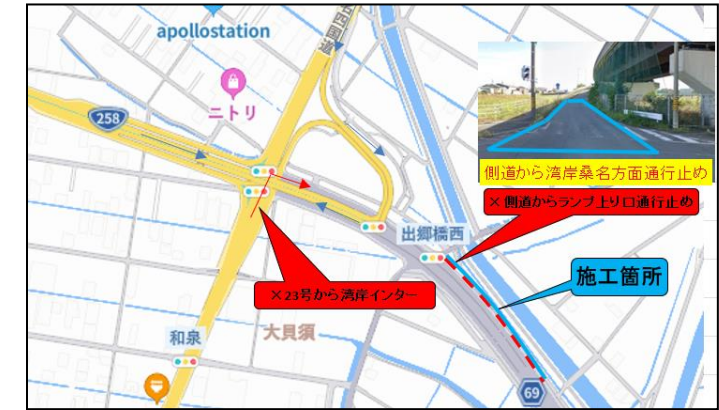 apollostation
名四国道
258
ニトリ
側道から湾岸桑名方面通行止め
×側道からランプ上り口通行止め
出郷橋西
施工箇所
×23号から湾岸インター
和泉
大貝須
69